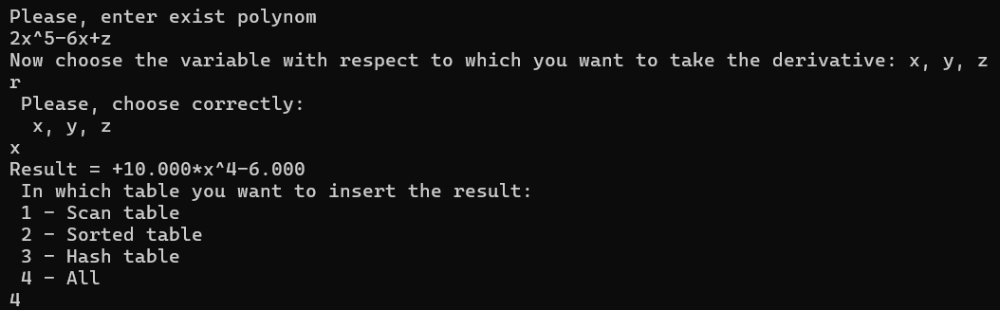 Please, enter exist polynom
2x^5-6x+z
Now choose the variable with respect to which you want to take the derivative: x, y, z
r
Please, choose correctly:
x, y, z
x
Result = +10.000*x^4-6.000
In which table you want to insert the result:
1 - Scan table
2 - Sorted table
3 - Hash table
4 - All
4